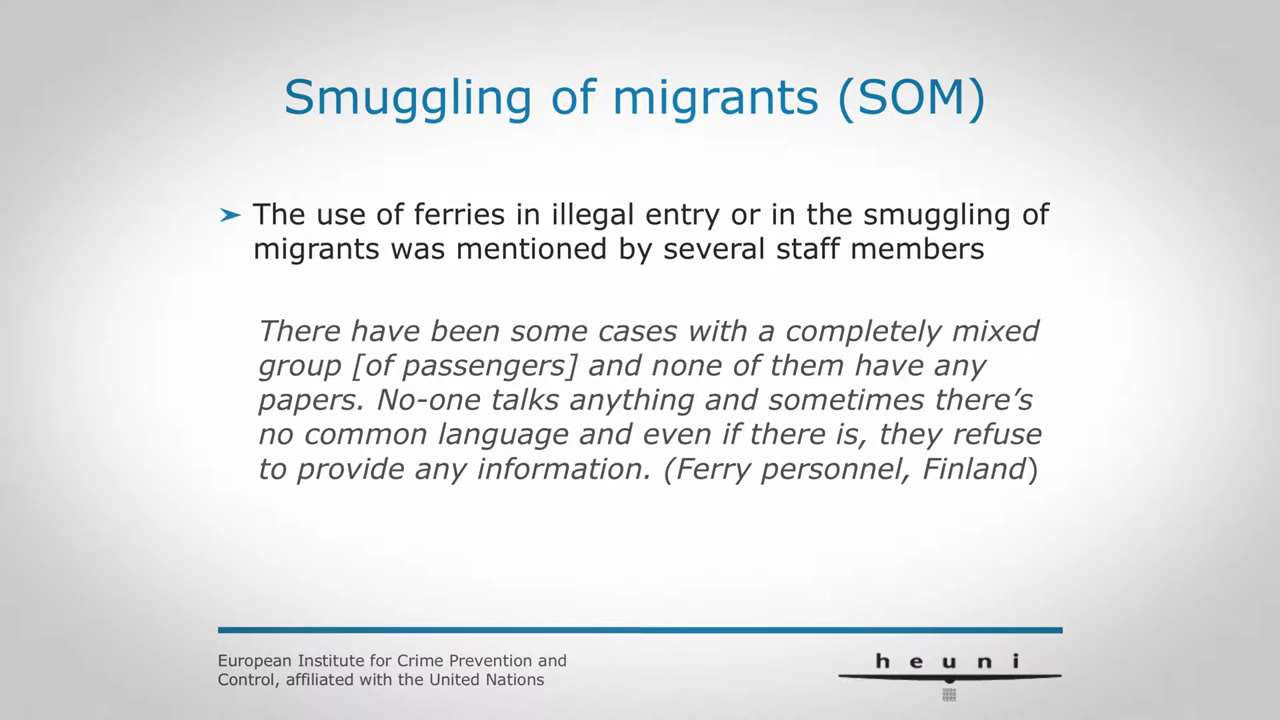 Smuggling of migrants (SOM)
➤ The use of ferries in illegal entry or in the smuggling of
migrants was mentioned by several staff members
There have been some cases with a completely mixed
group [of passengers] and none of them have any
papers. No-one talks anything and sometimes there’s
no common language and even if there is, they refuse
to provide any information. (Ferry personnel, Finland)
European Institute for Crime Prevention and
Control, affiliated with the United Nations
heuni